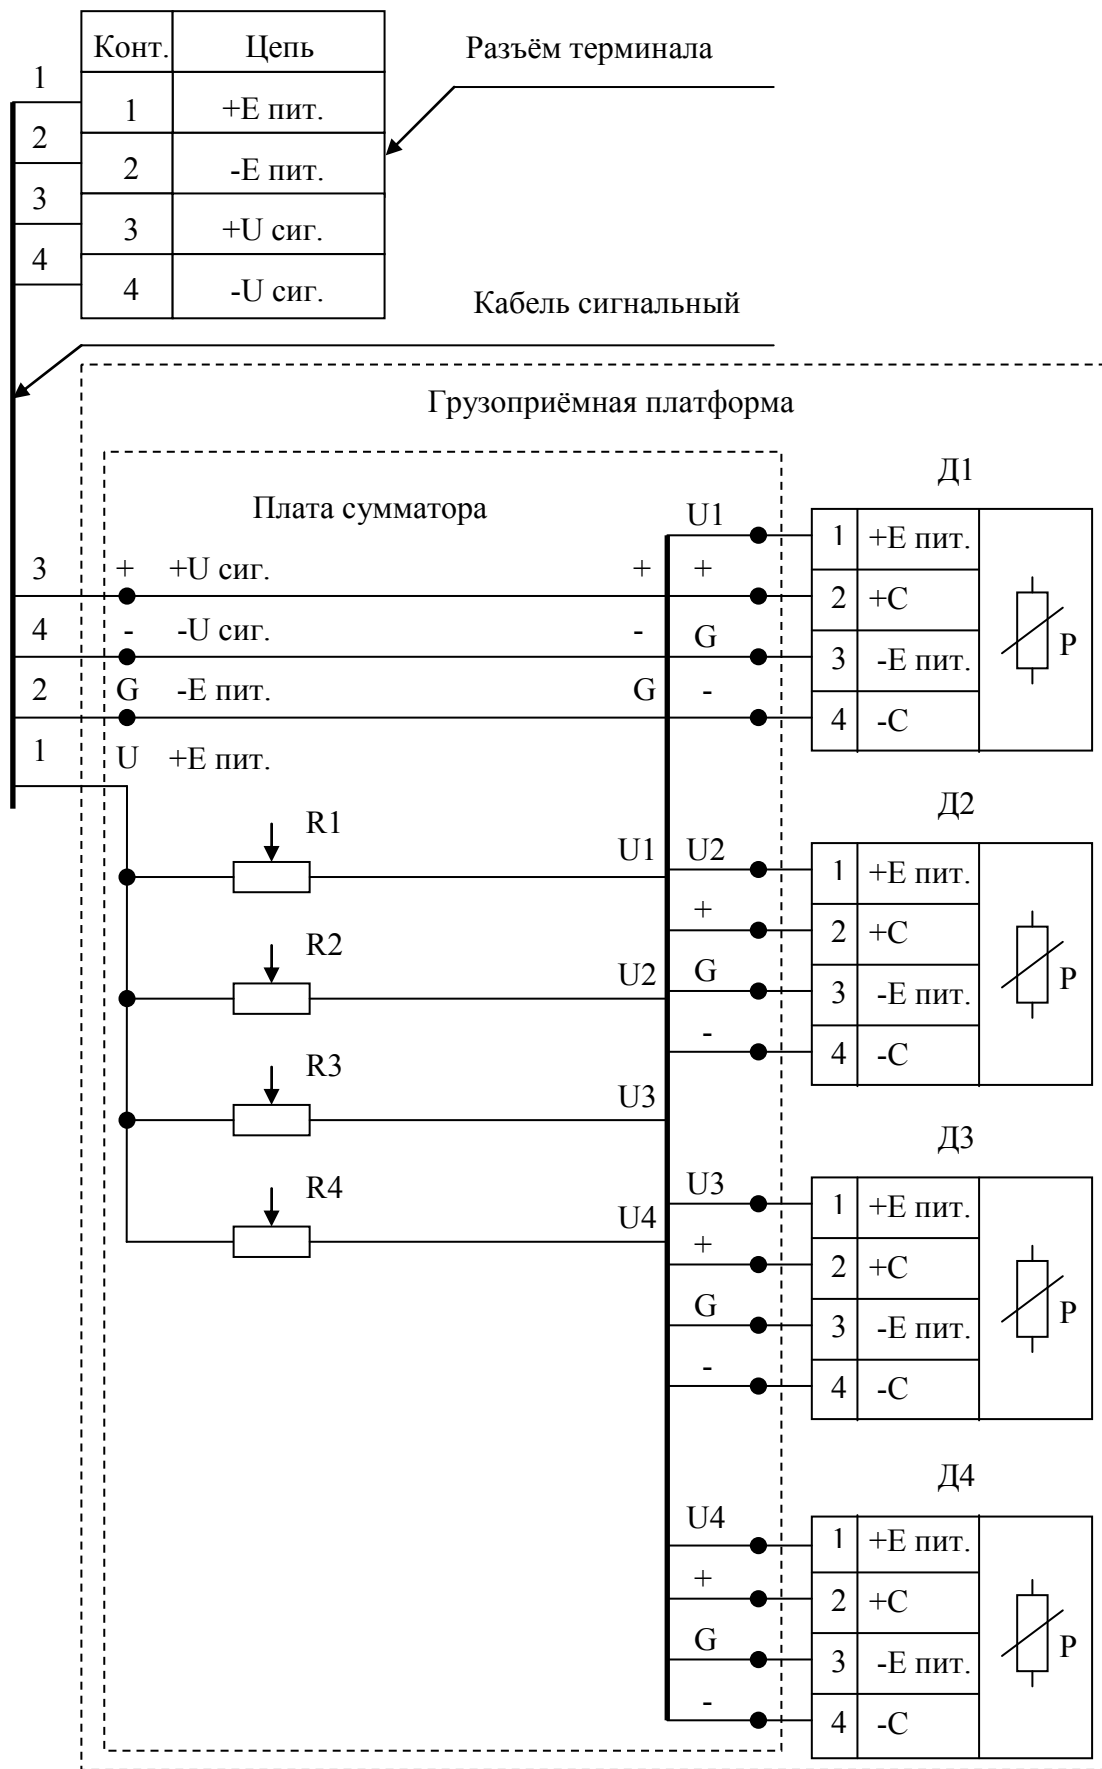 Конт. Цепь
1 +Е пит.
2 -Е пит.
3 +U сиг.
4 -U сиг.
1
2
3
4
Разъём терминала
Кабель сигнальный
Грузоприёмная платформа
Плата сумматора
3 + +U сиг. +
4 - -U сиг. -
2 G -Е пит. G
1 U +Е пит.
R1 U1
R2 U2
R3 U3
R4 U4
Д1
U1 1 +Е пит.
+ 2 +С
G 3 -Е пит.
- 4 -С
Р
Д2
U2 1 +Е пит.
+ 2 +С
G 3 -Е пит.
- 4 -С
Р
Д3
U3 1 +Е пит.
+ 2 +С
G 3 -Е пит.
- 4 -С
Р
Д4
U4 1 +Е пит.
+ 2 +С
G 3 -Е пит.
- 4 -С
Р